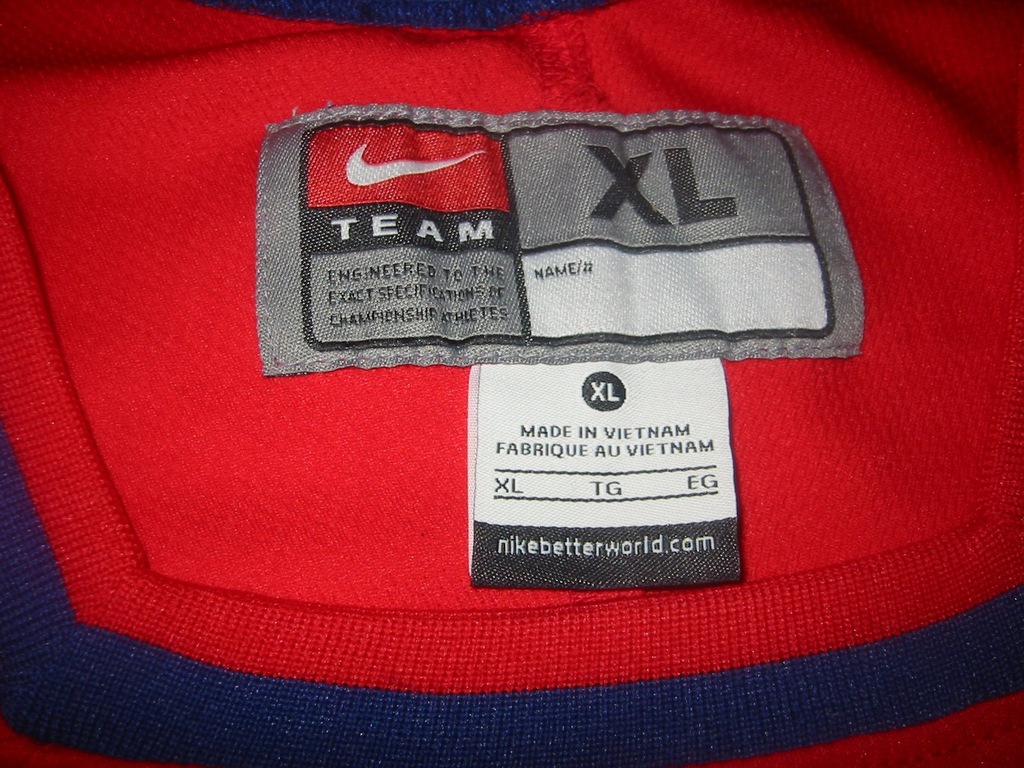 TEAM
ENGINEERED TO THE
EXACT SPECIFICATIONS OF
CHAMPIONSHIP ATHLETES
XL
NAME/#
XL
MADE IN VIETNAM
FABRIQUE AU VIETNAM
XL TG EG
nikebetterworld.com